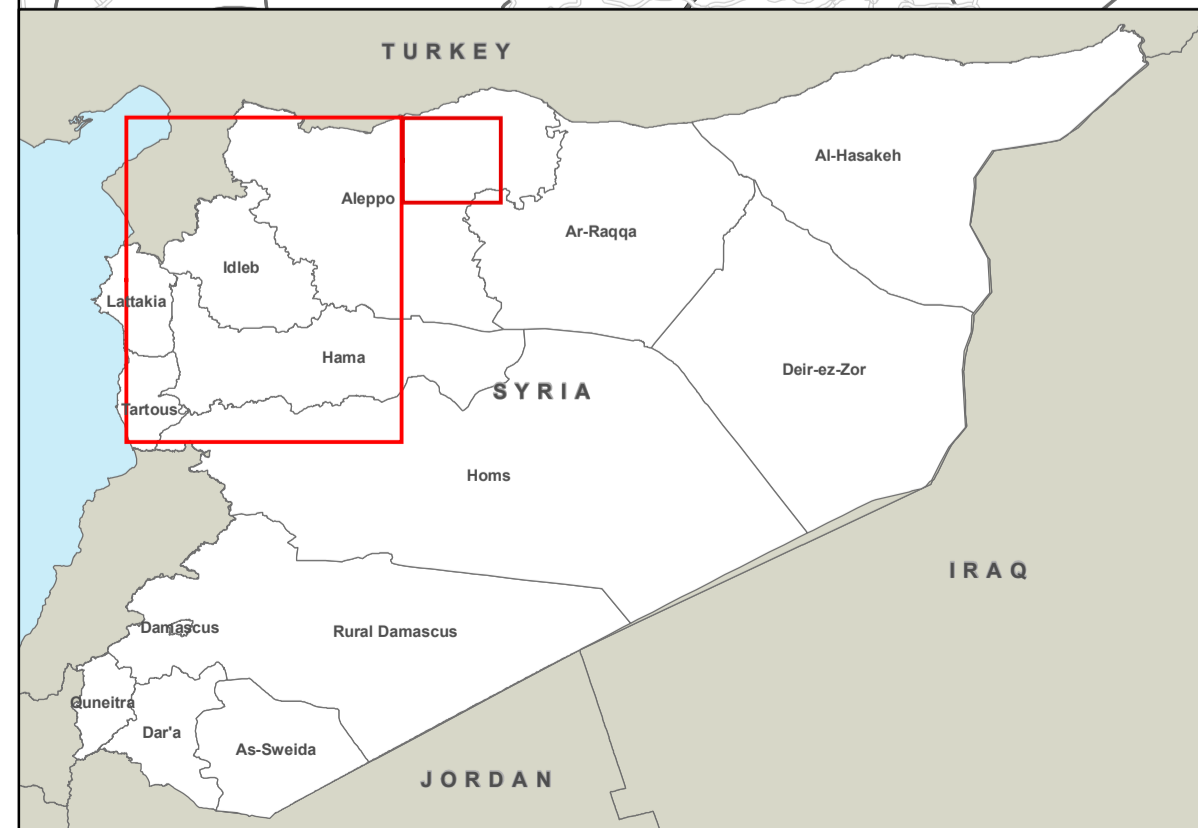 TURKEY
Al-Hasakeh
Aleppo
Ar-Raqqa
Idleb
Lattakia
Hama
Deir-ez-Zor
SYRIA
Tartous
Homs
IRAQ
Damascus
Rural Damascus
Quneitra
Dar'a
As-Sweida
JORDAN